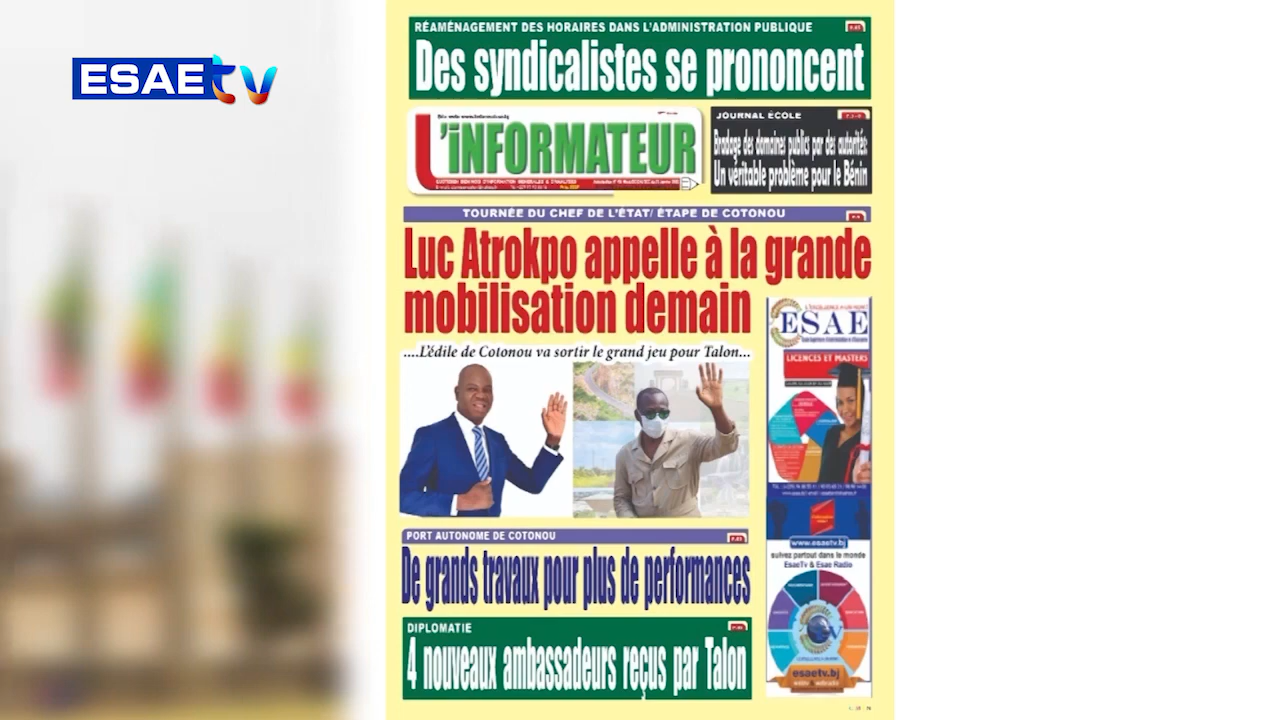 ESAE tv
RÉAMÉNAGEMENT DES HORAIRES DANS L'ADMINISTRATION PUBLIQUE
Des syndicalistes se prononcent
L'iNFORMATEUR
JOURNAL ÉCOLE
Bradage des domaines publics par des autorités
Un véritable problème pour le Bénin
TOURNÉE DU CHEF DE L'ÉTAT/ ÉTAPE DE COTONOU
Luc Atrokpo appelle à la grande
mobilisation demain
....L'édile de Cotonou va sortir le grand jeu pour Talon...
ESAE
LICENCES ET MASTERS
www.esaetv.bj
suivez partout dans le monde
EsaeTv & Esae Radio
esaetv.bj
PORT AUTONOME DE COTONOU
De grands travaux pour plus de performances
DIPLOMATIE
4 nouveaux ambassadeurs reçus par Talon